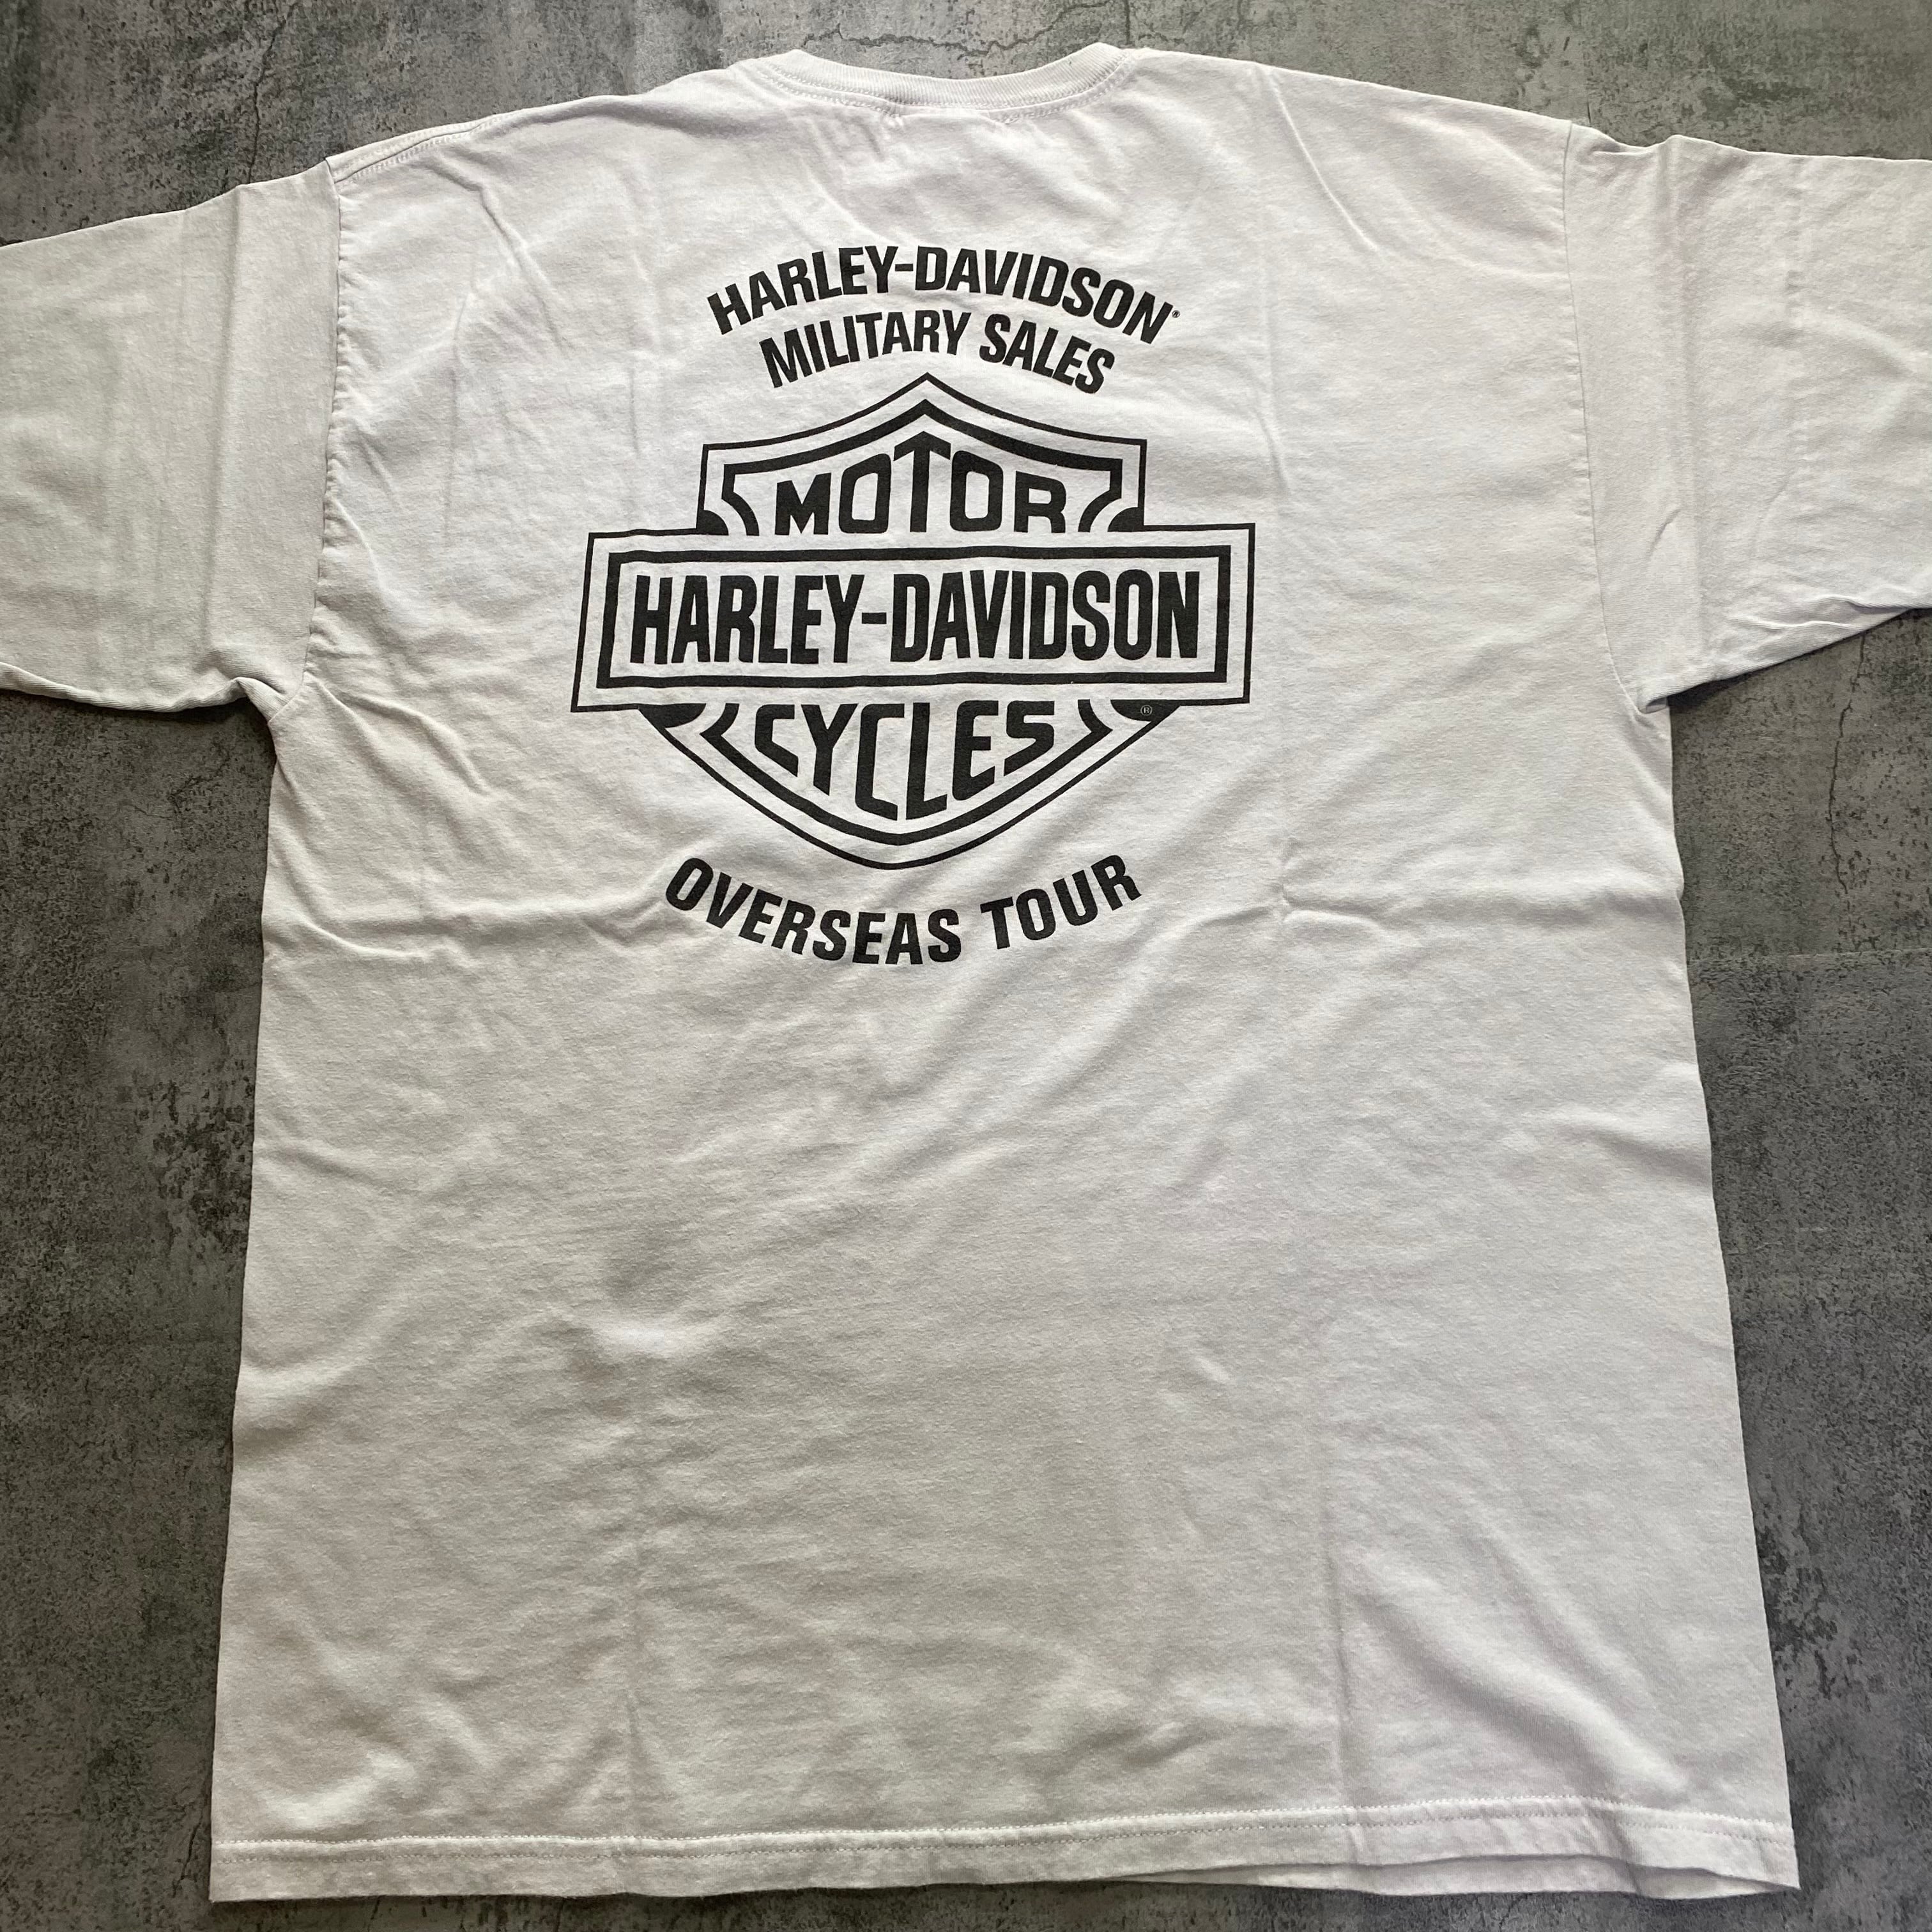 HARLEY-DAVIDSON®
MILITARY SALES
MOTOR
HARLEY-DAVIDSON
CYCLES ®
OVERSEAS TOUR